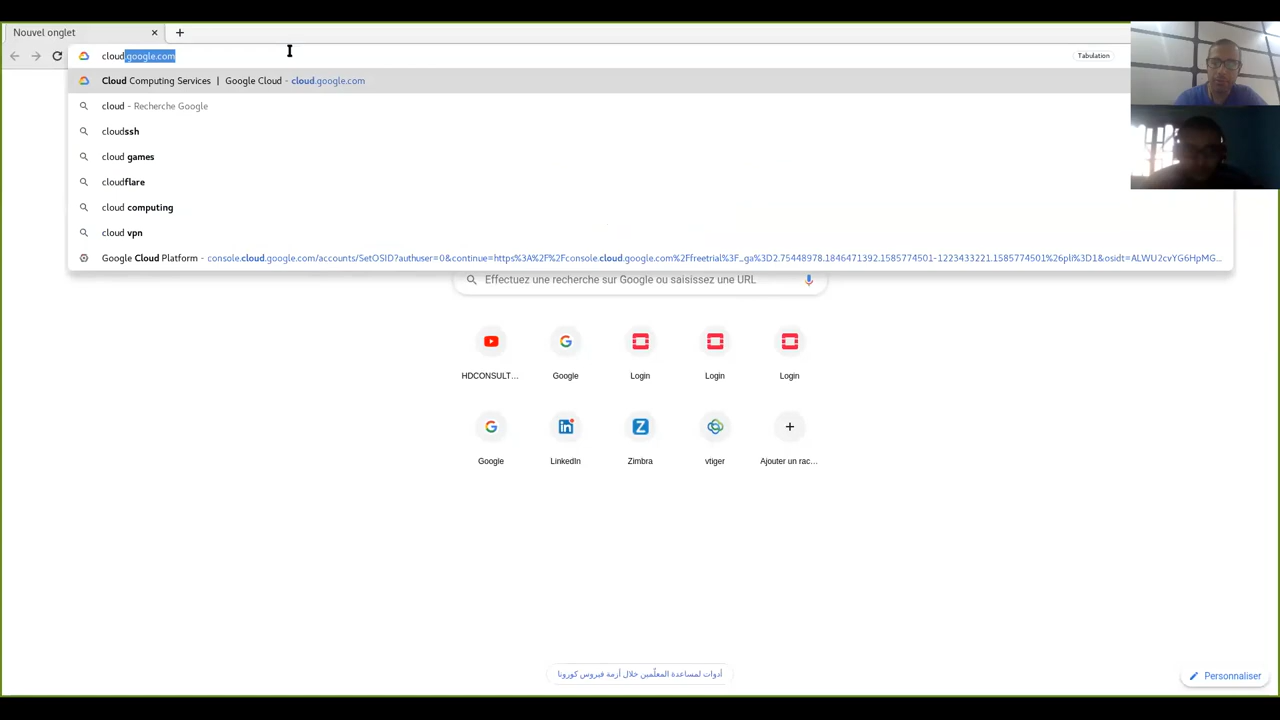 Nouvel onglet
cloud.google.com
Tabulation
Cloud Computing Services | Google Cloud - cloud.google.com
cloud - Recherche Google
cloudssh
cloud games
cloudflare
cloud computing
cloud vpn
Google Cloud Platform - console.cloud.google.com/accounts/SetOSID?authuser=0&continue=https%3A%2F%2Fconsole.cloud.google.com%2Ffreetrial%3F_ga%3D2.75448978.1846471392.1585774501-1223433221.1585774501%26pli%3D1&osidt=ALWU2cvYG6HpMG...
Effectuez une recherche sur Google ou saisissez une URL
HDCONSULT...
Google
Login
Login
Login
Google
LinkedIn
Zimbra
vtiger
Ajouter un rac...
أدوات لمساعدة المعلّمين خلال أزمة فيروس كورونا
Personnaliser